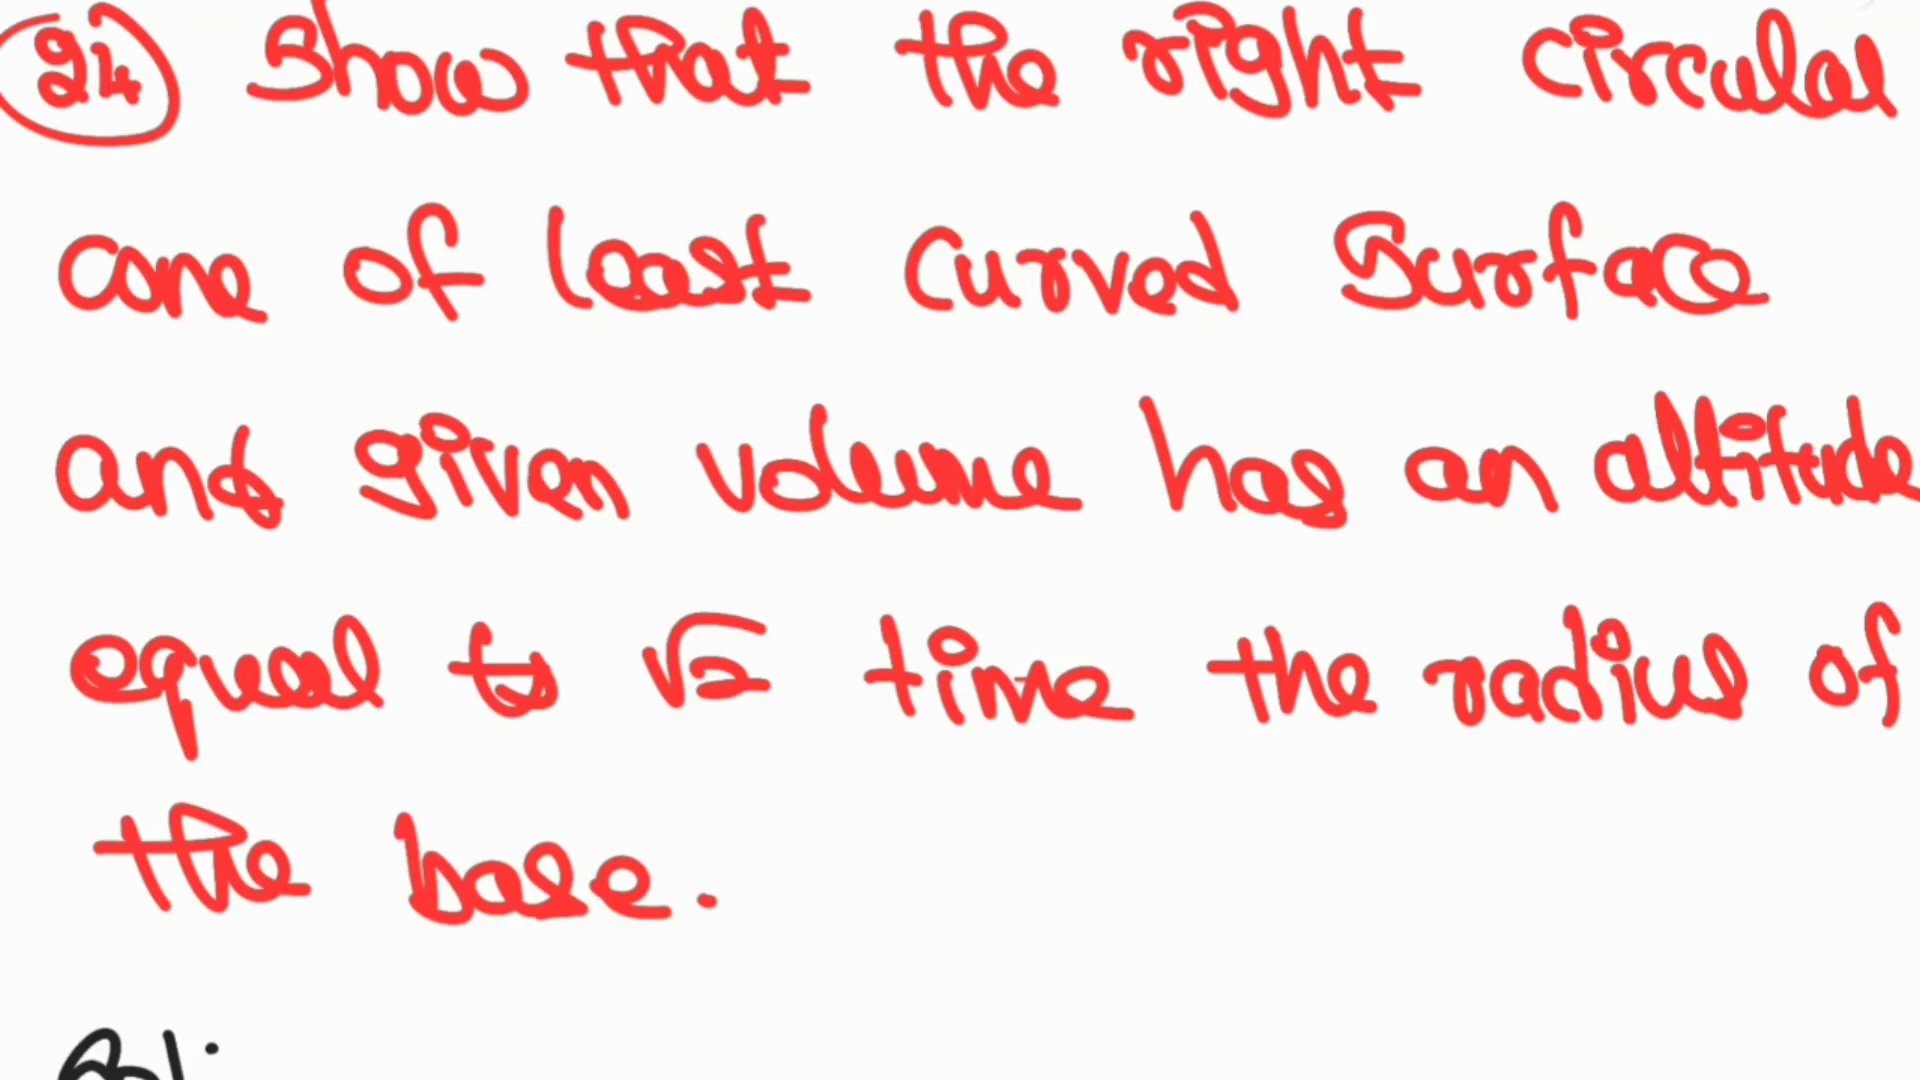 24 Show that the right circular
cone of least curved surface
and given volume has an altitude
equal to √2 time the radius of
the base.
Sol: